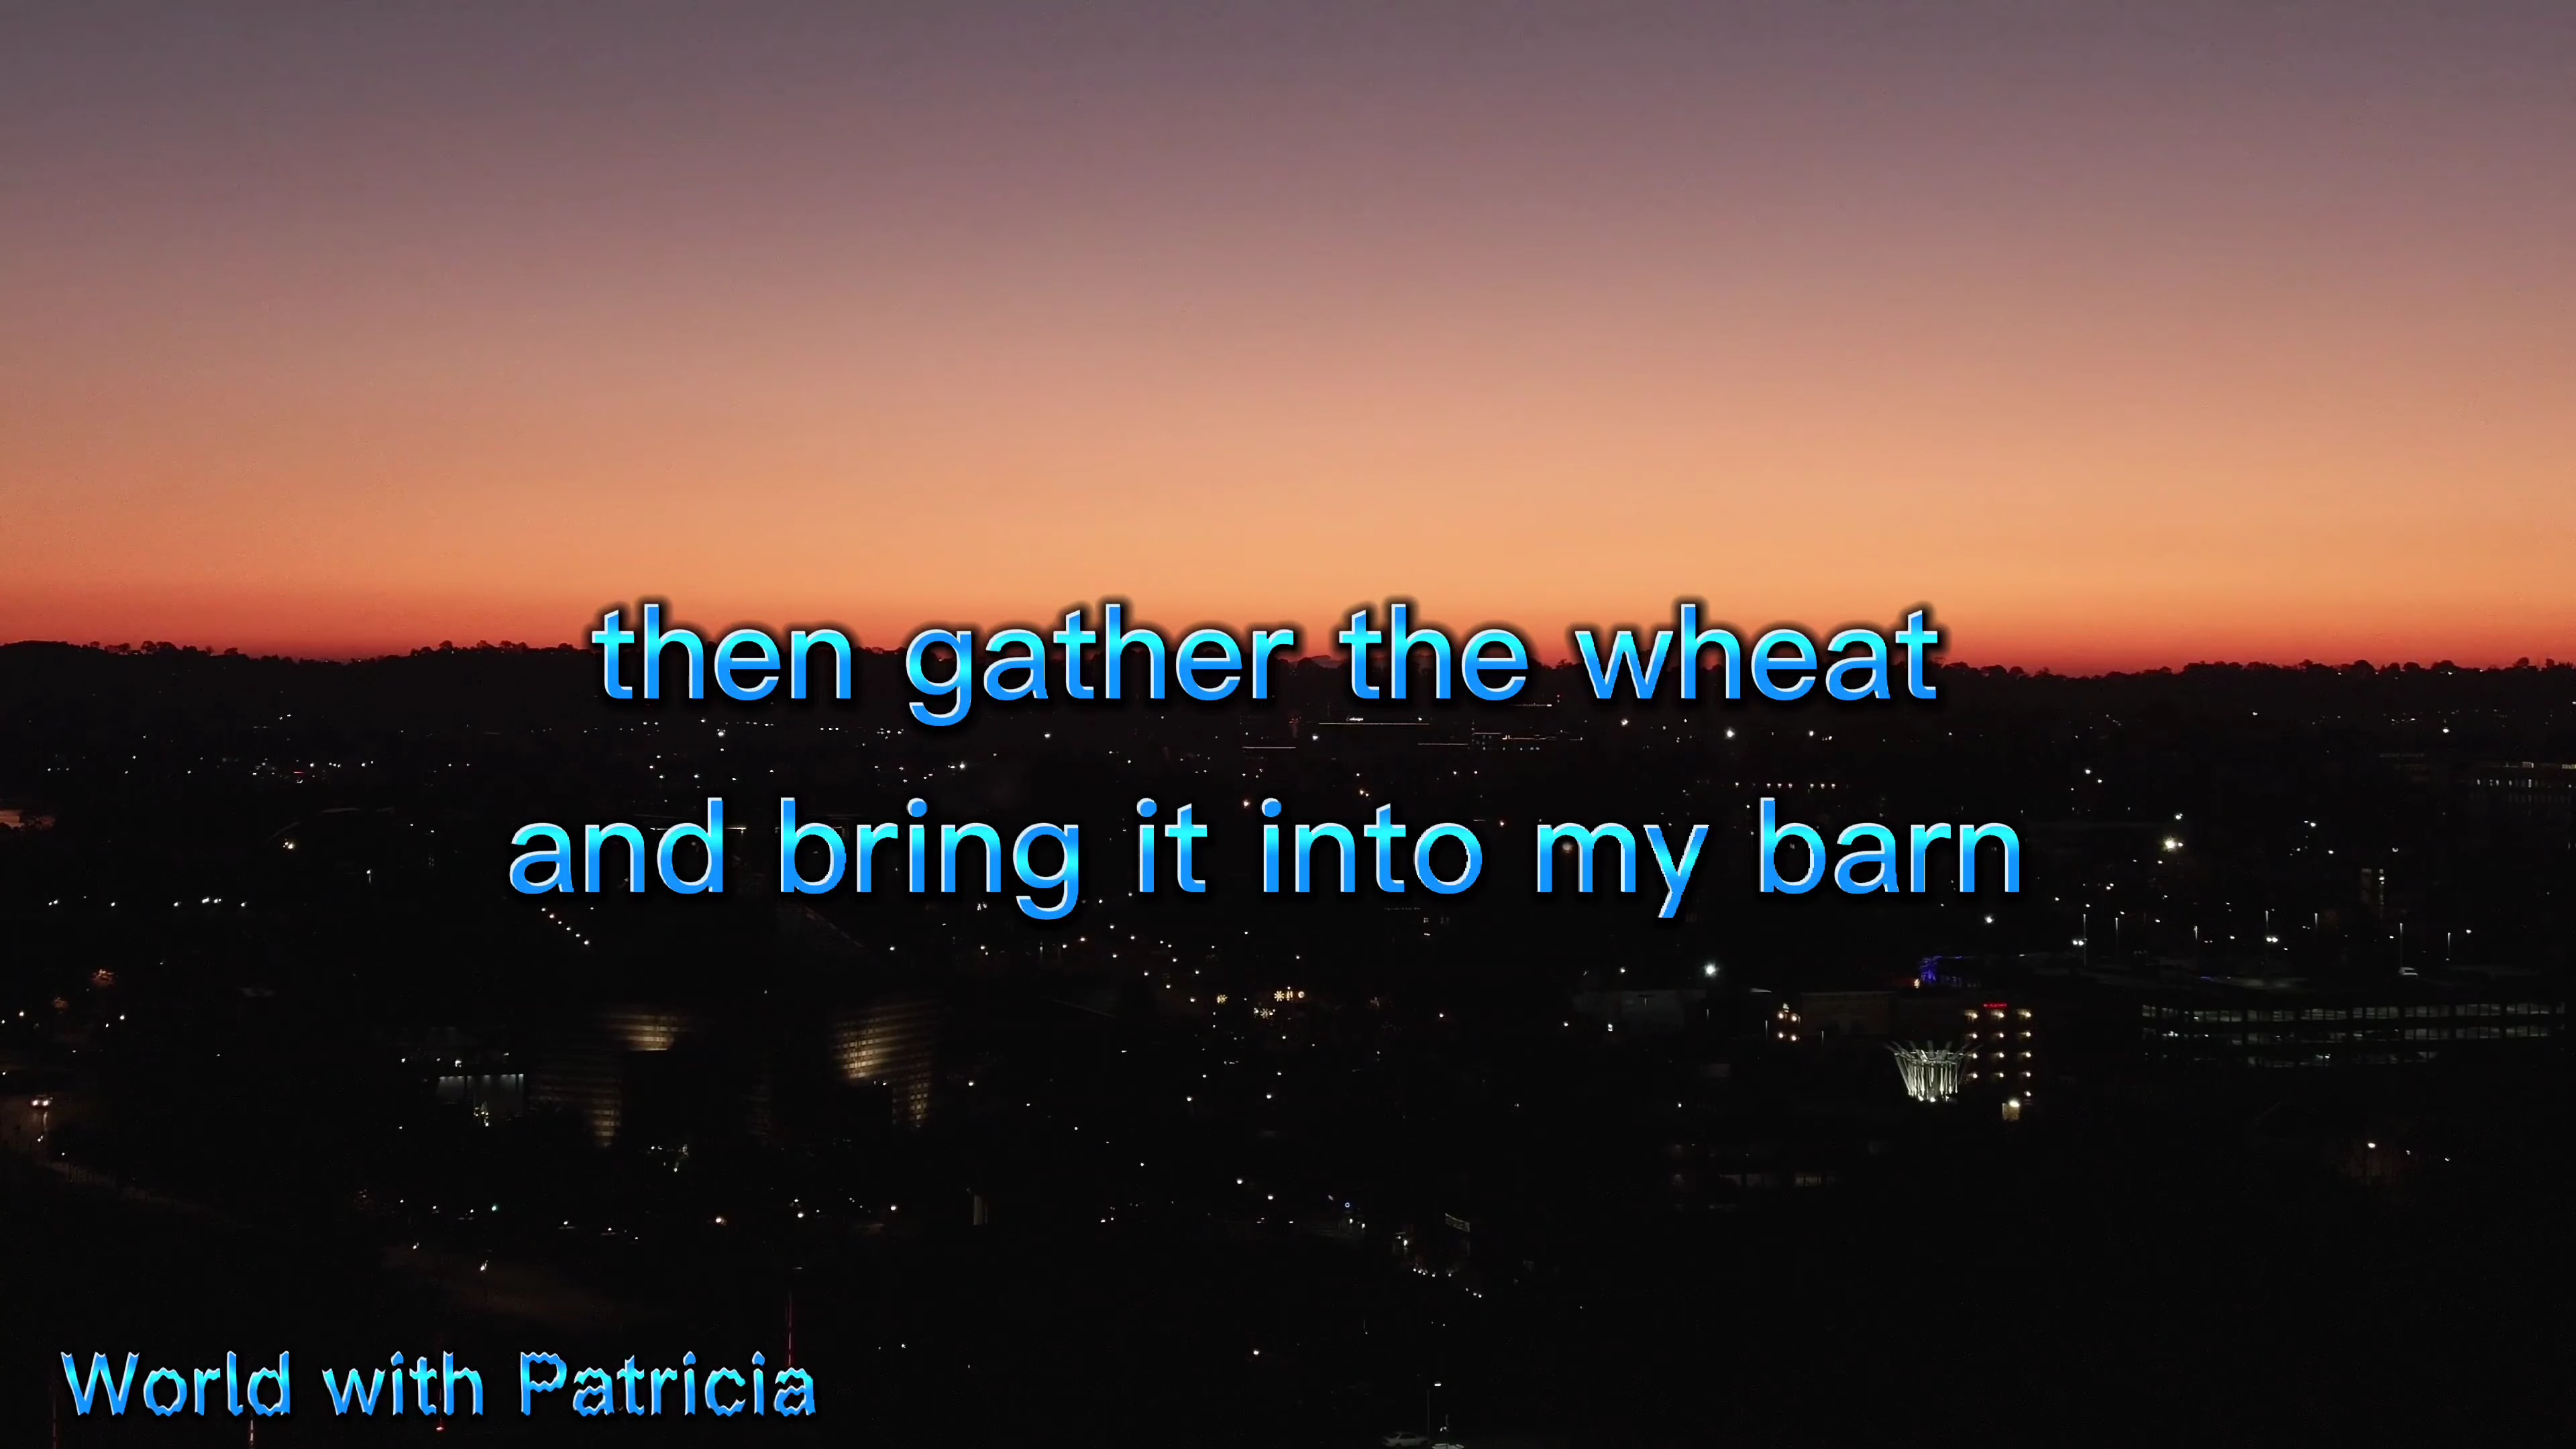 then gather the wheat
and bring it into my barn
World with Patricia